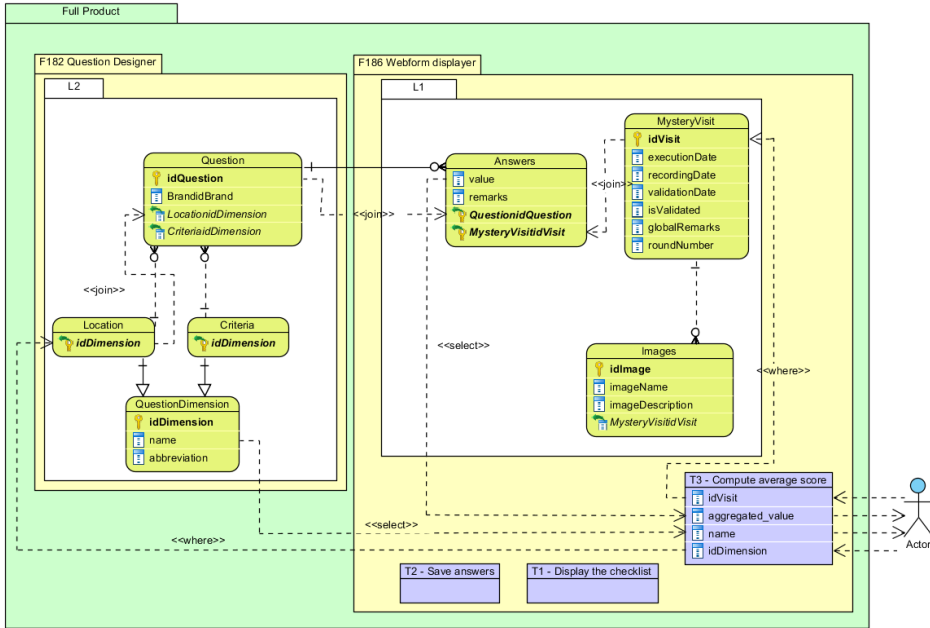 Full Product
F182 Question Designer
F186 Webform displayer
L2
L1
Question
idQuestion
BrandidBrand
LocationidDimension
CriteriaidDimension
Answers
value
remarks
QuestionidQuestion
MysteryVisitidVisit
MysteryVisit
idVisit
executionDate
recordingDate
validationDate
isValidated
globalRemarks
roundNumber
<<join>>
<<join>>
<<join>>
Location
idDimension
Criteria
idDimension
<<select>>
Images
idImage
imageName
imageDescription
MysteryVisitidVisit
<<where>>
QuestionDimension
idDimension
name
abbreviation
T3 - Compute average score
idVisit
aggregated_value
name
idDimension
<<select>>
<<where>>
Actor
T2 - Save answers
T1 - Display the checklist